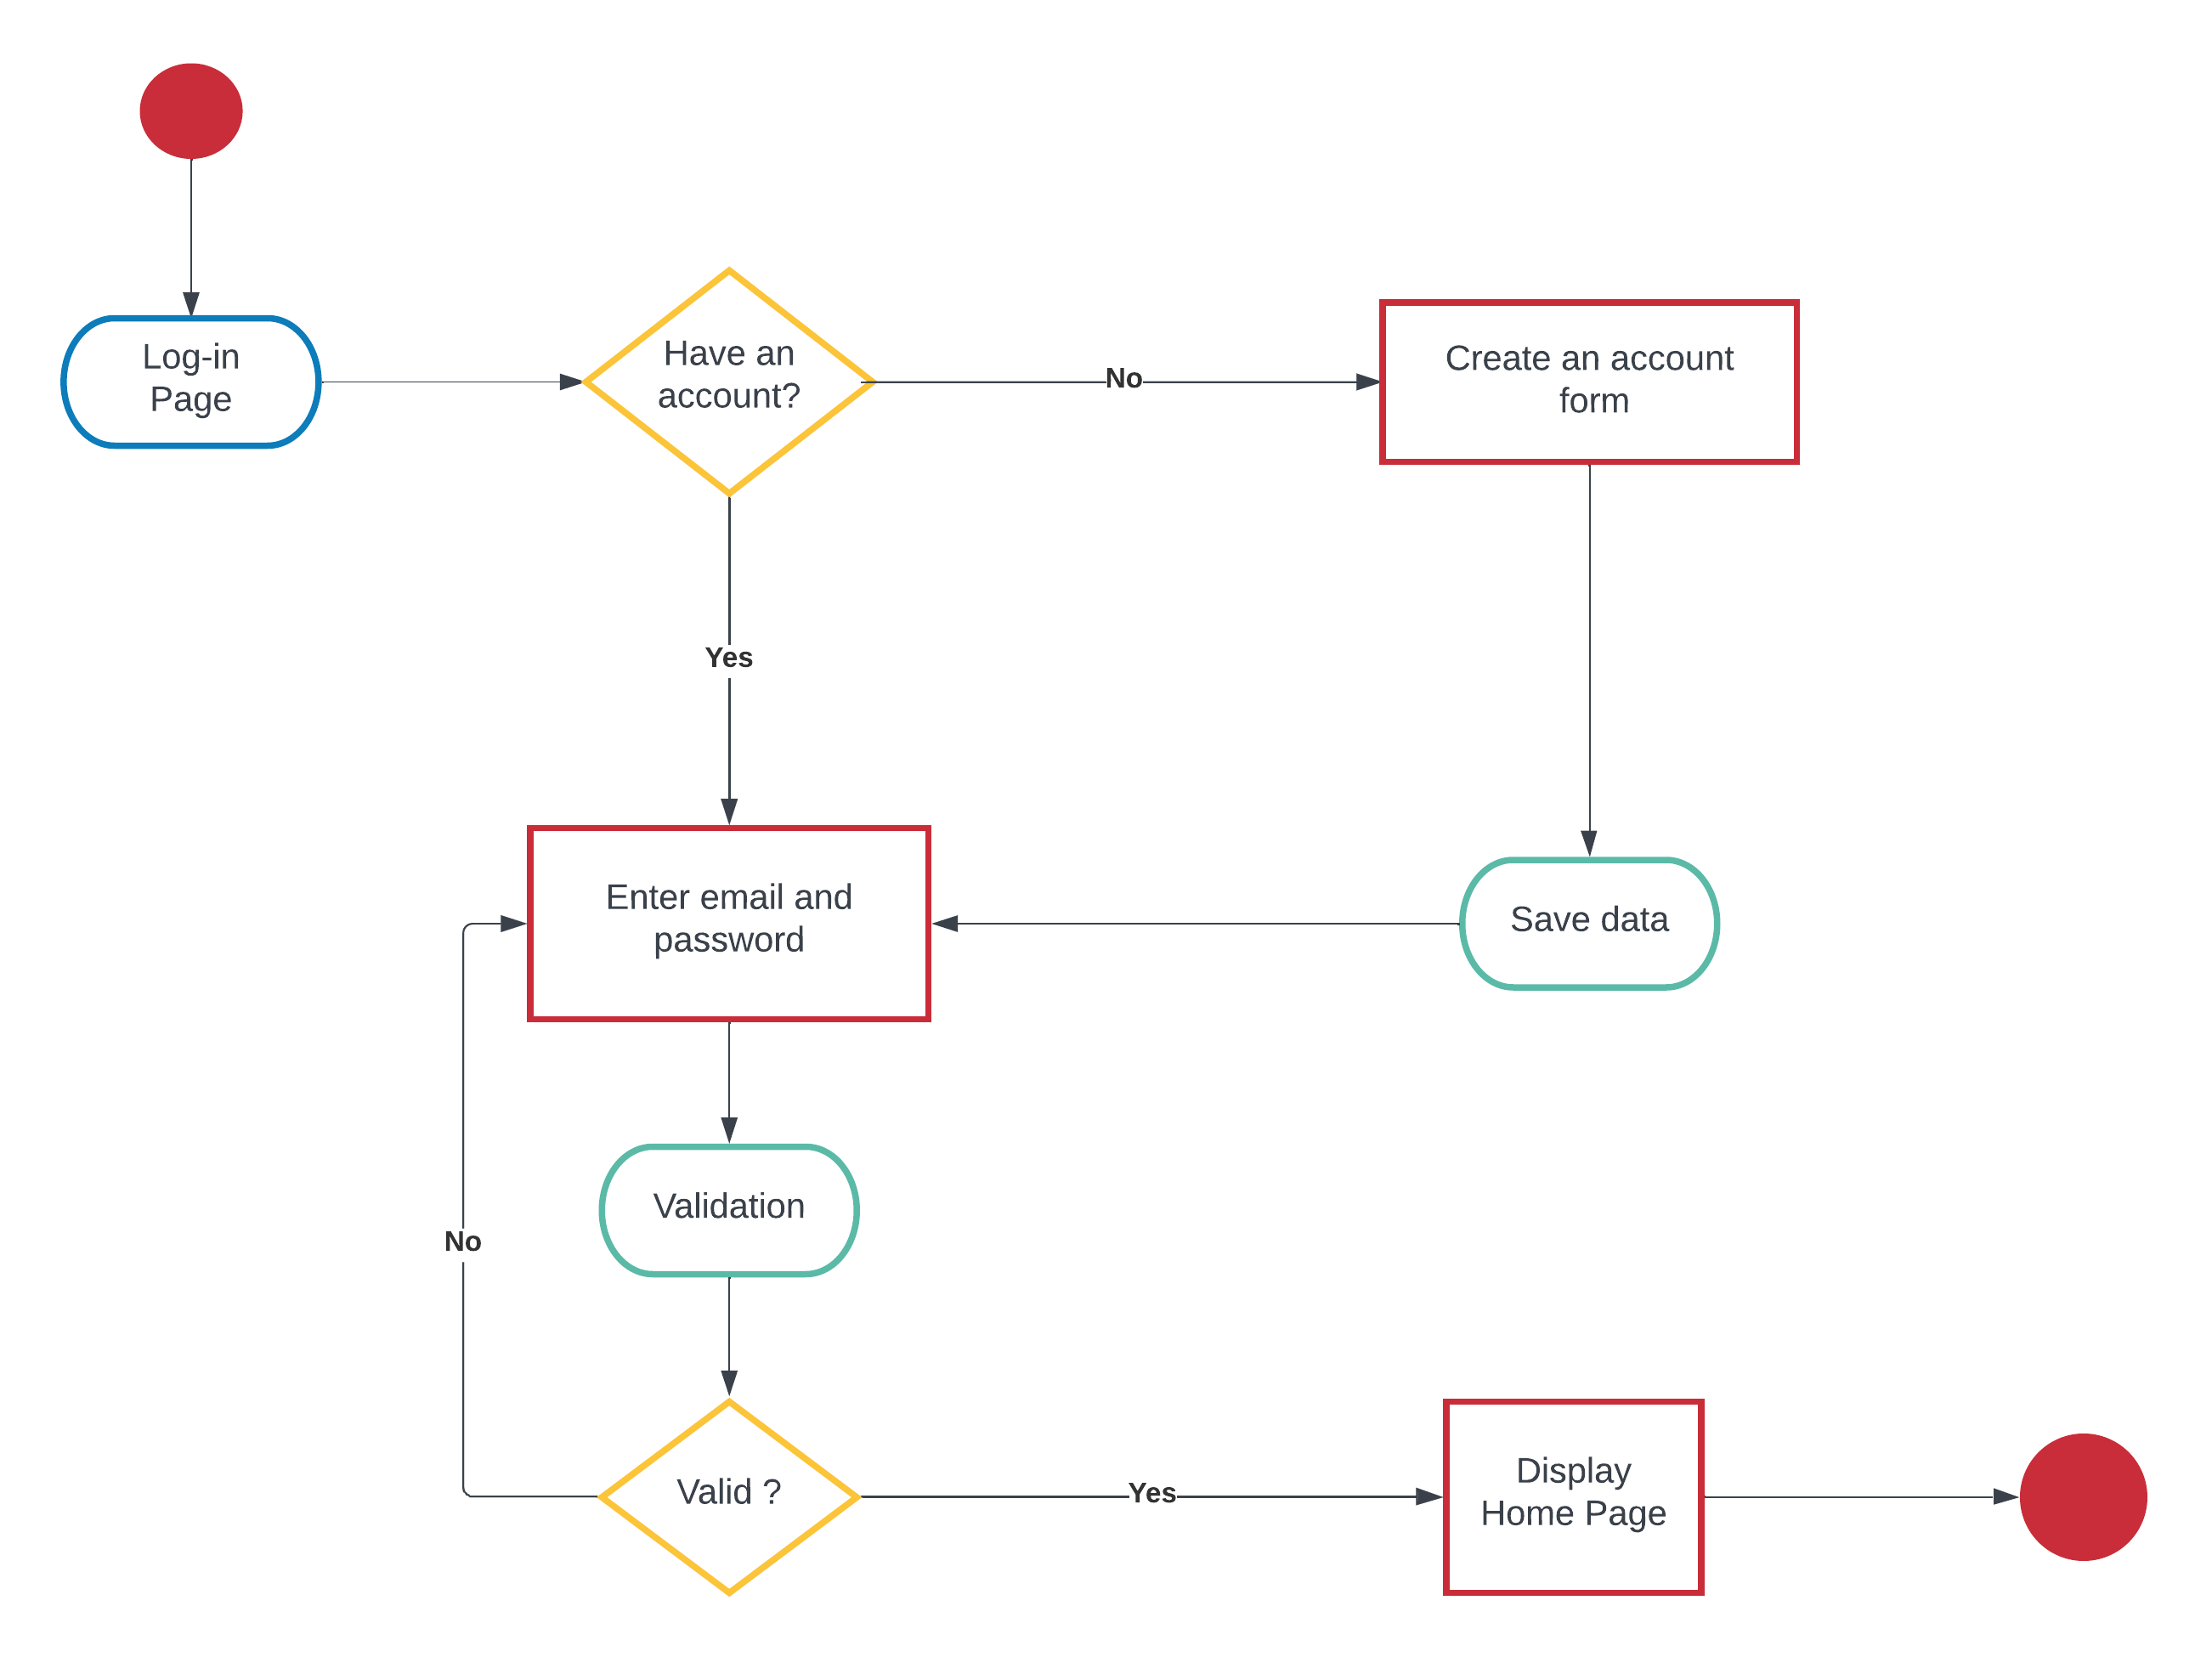 Log-in
Page
Have an
account?
No
Create an account
form
Yes
Enter email and
password
Save data
Validation
No
Valid ?
Yes
Display
Home Page